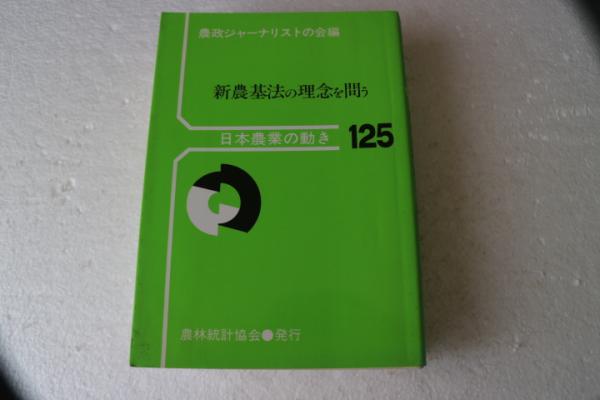 農政ジャーナリストの会編
新農基法の理念を問う
日本農業の動き 125
農林統計協会●発行